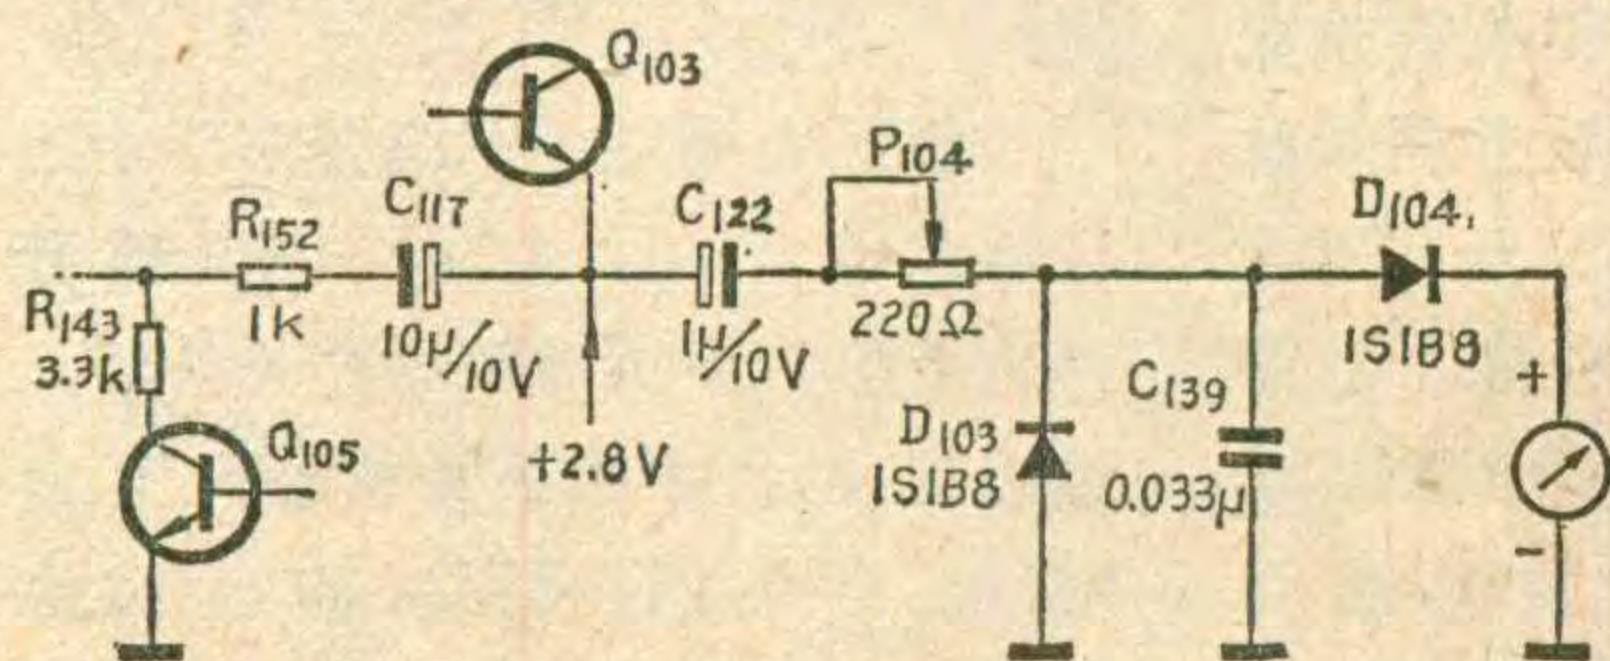 Q103
P104
D104
C117
C122
R152
R143
3.3k
1k
10μ/10V
1μ/10V
220Ω
1S1B8
+
C139
D103
1S1B8
0.033μ
Q105
+2.8V
-